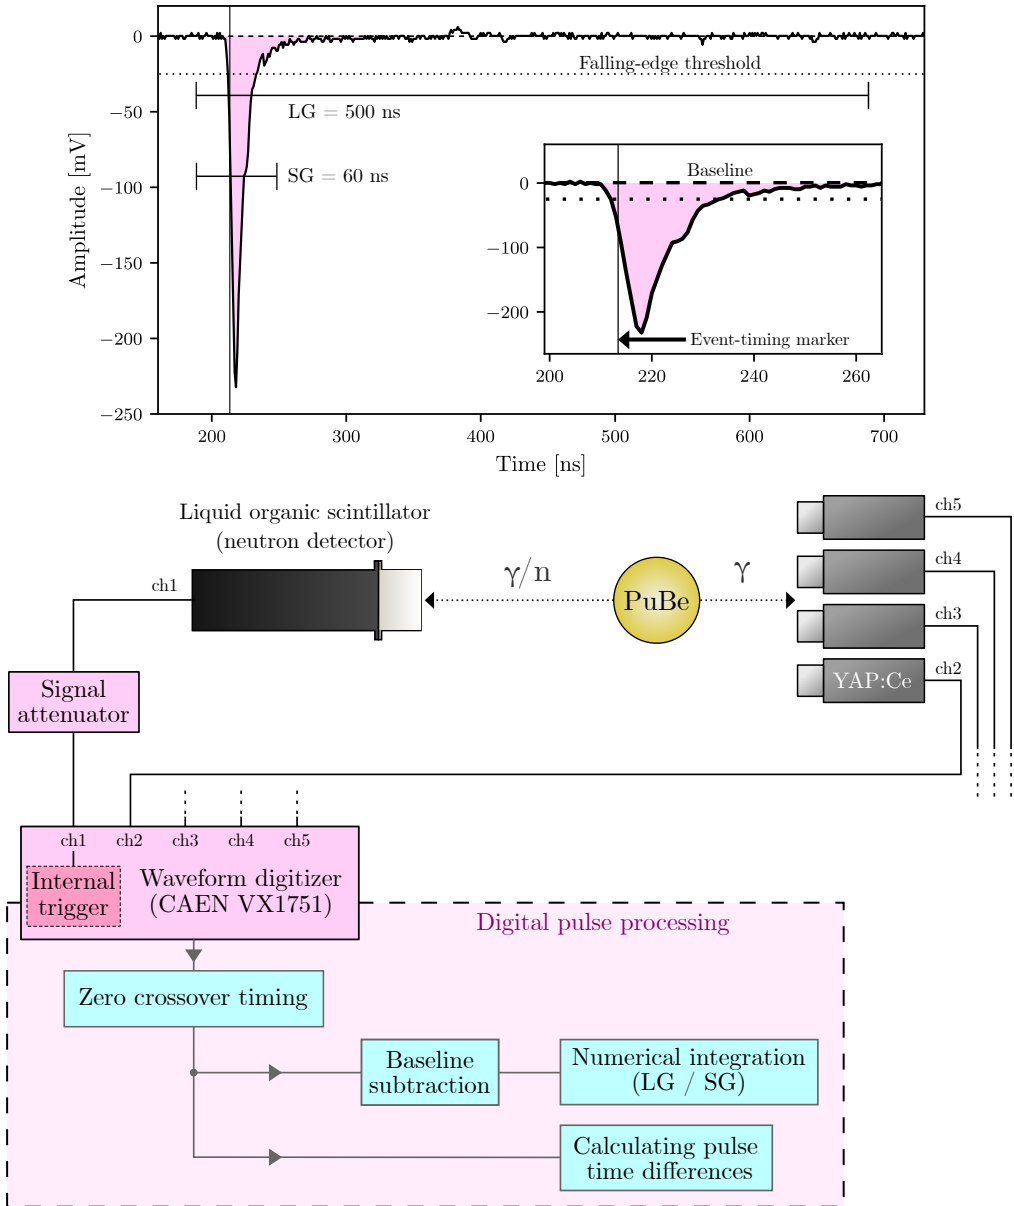 0
−50
−100
−150
−200
−250
Amplitude [mV]
200
300
400
500
600
700
Time [ns]
Falling-edge threshold
LG = 500 ns
SG = 60 ns
Baseline
0
−100
−200
Event-timing marker
200
220
240
260
Liquid organic scintillator
(neutron detector)
ch1
γ/n
PuBe
γ
ch5
ch4
ch3
ch2
YAP:Ce
Signal
attenuator
ch1 ch2 ch3 ch4 ch5
Internal
trigger
Waveform digitizer
(CAEN VX1751)
Digital pulse processing
Zero crossover timing
Baseline
subtraction
Numerical integration
(LG / SG)
Calculating pulse
time differences